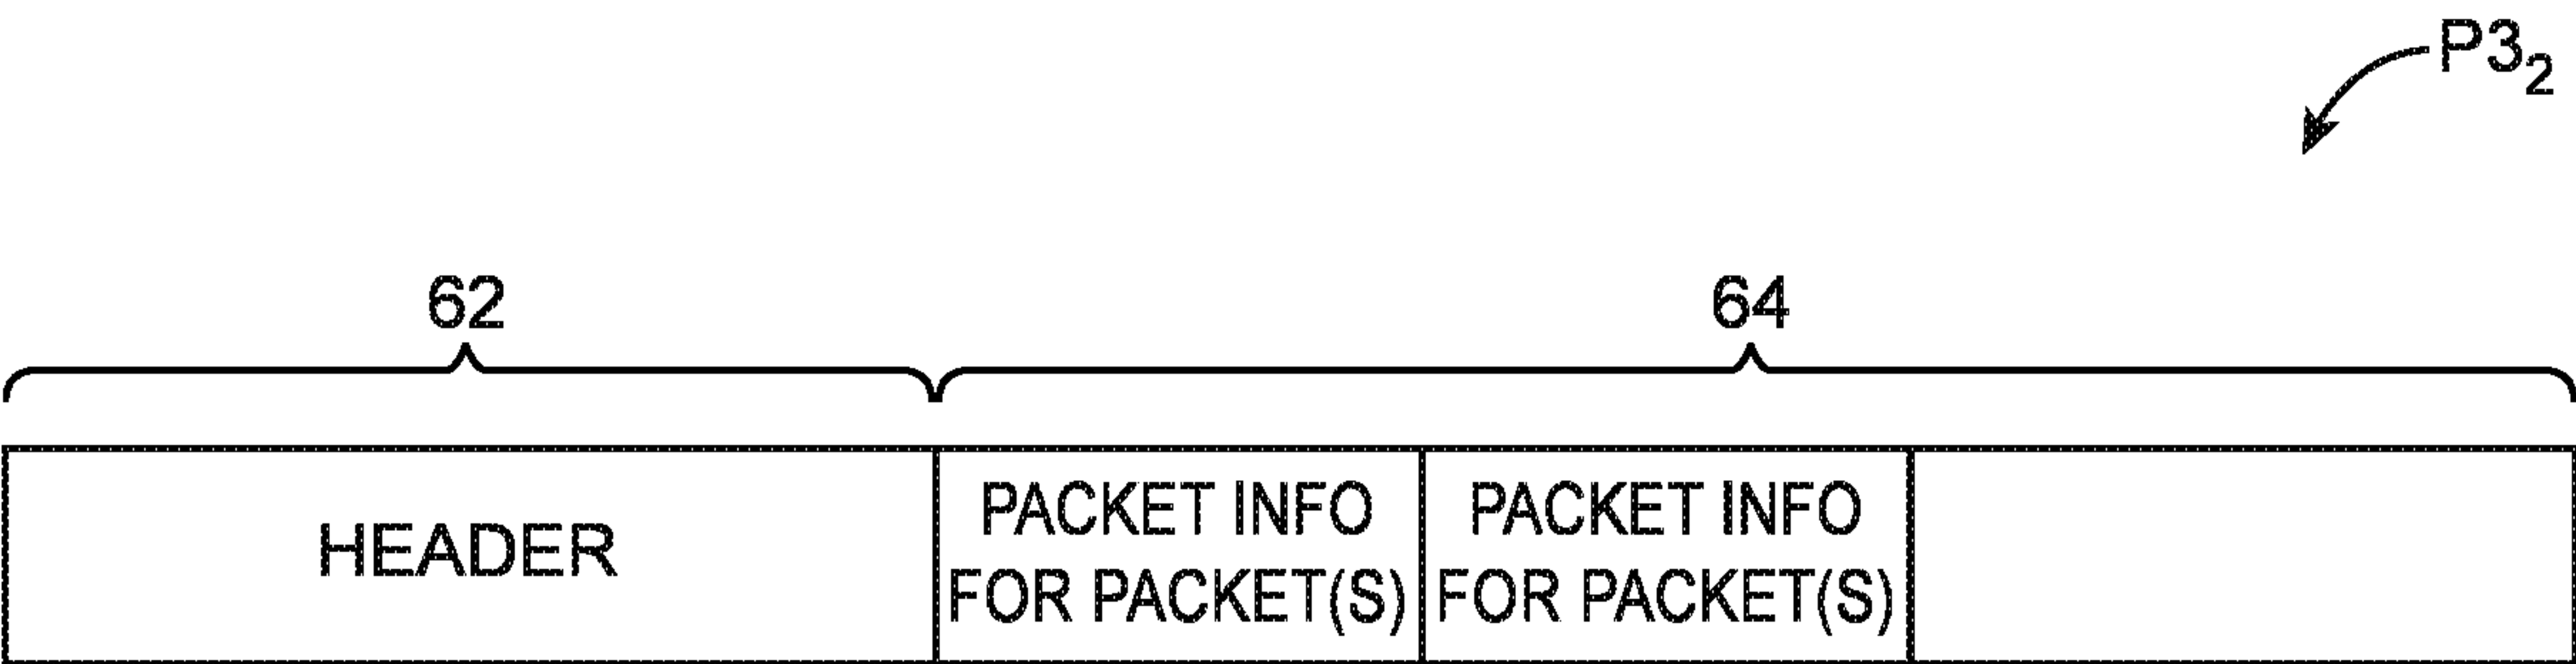 P3₂
62
64
HEADER
PACKET INFO
FOR PACKET(S)
PACKET INFO
FOR PACKET(S)